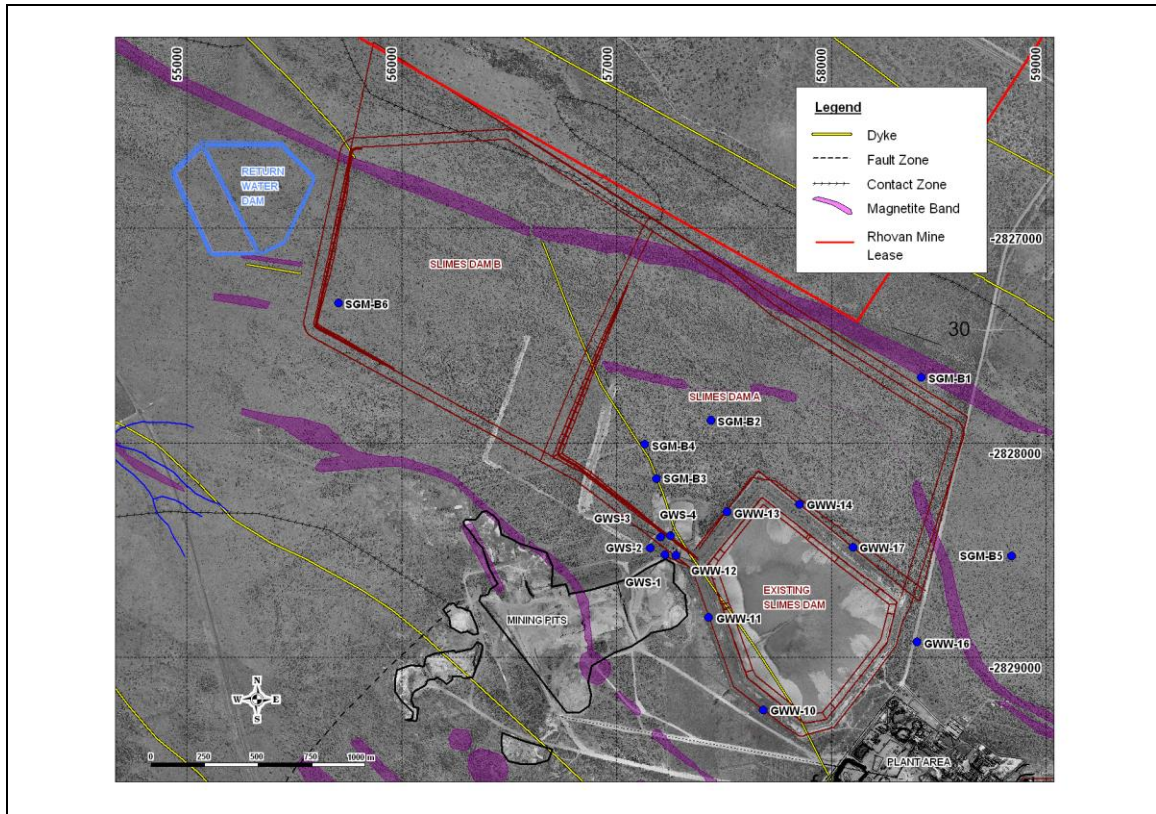 55000
56000
57000
58000
59000
Legend
Dyke
Fault Zone
Contact Zone
Magnetite Band
Rhovan Mine
Lease
RETURN
WATER
DAM
-2827000
SLIMES DAM B
SGM-B6
30
SGM-B1
SLIMES DAM A
SGM-B2
SGM-B4
-2828000
SGM-B3
GWW-14
GWW-13
GWS-4
GWS-3
GWS-2
GWW-17
SGM-B5
GWW-12
GWS-1
EXISTING
SLIMES DAM
MINING PITS
GWW-11
GWW-16
-2829000
N
W E
S
GWW-10
0 250 500 750 1000 m
PLANT AREA